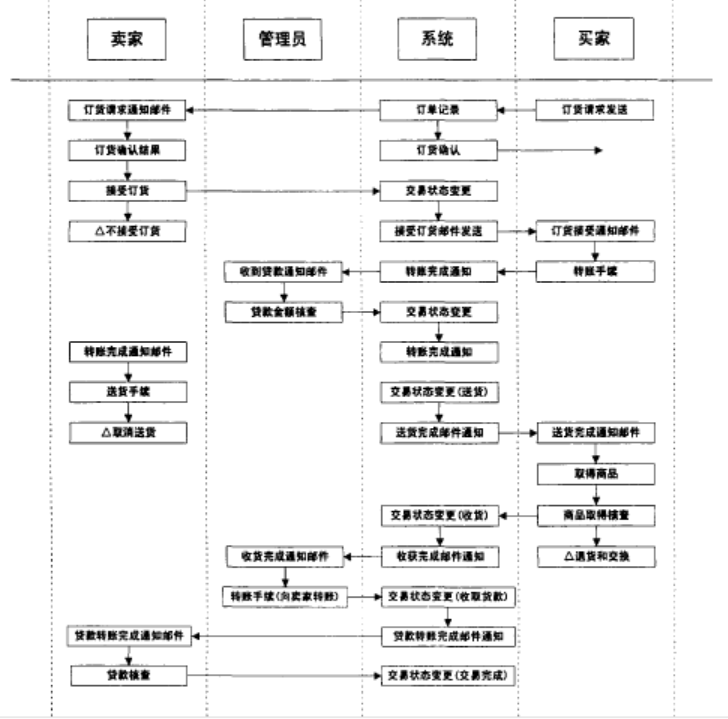 卖家 管理员 系统 买家
订货请求通知邮件 订单记录 订货请求发送
订货确认结果 订货确认
接受订货 交易状态变更
△不接受订货 接受订货邮件发送 订货接受通知邮件
收到贷款通知邮件 转账完成通知 转账手续
贷款金额核查 交易状态变更
转账完成通知邮件 转账完成通知
送货手续 交易状态变更(送货)
△取消送货 送货完成邮件通知 送货完成通知邮件
取得商品
交易状态变更(收货) 商品取得核查
收货完成通知邮件 收获完成邮件通知 △退货和交换
转账手续(向卖家转账) 交易状态变更(收取货款)
贷款转账完成通知邮件 贷款转账完成邮件通知
贷款核查 交易状态变更(交易完成)